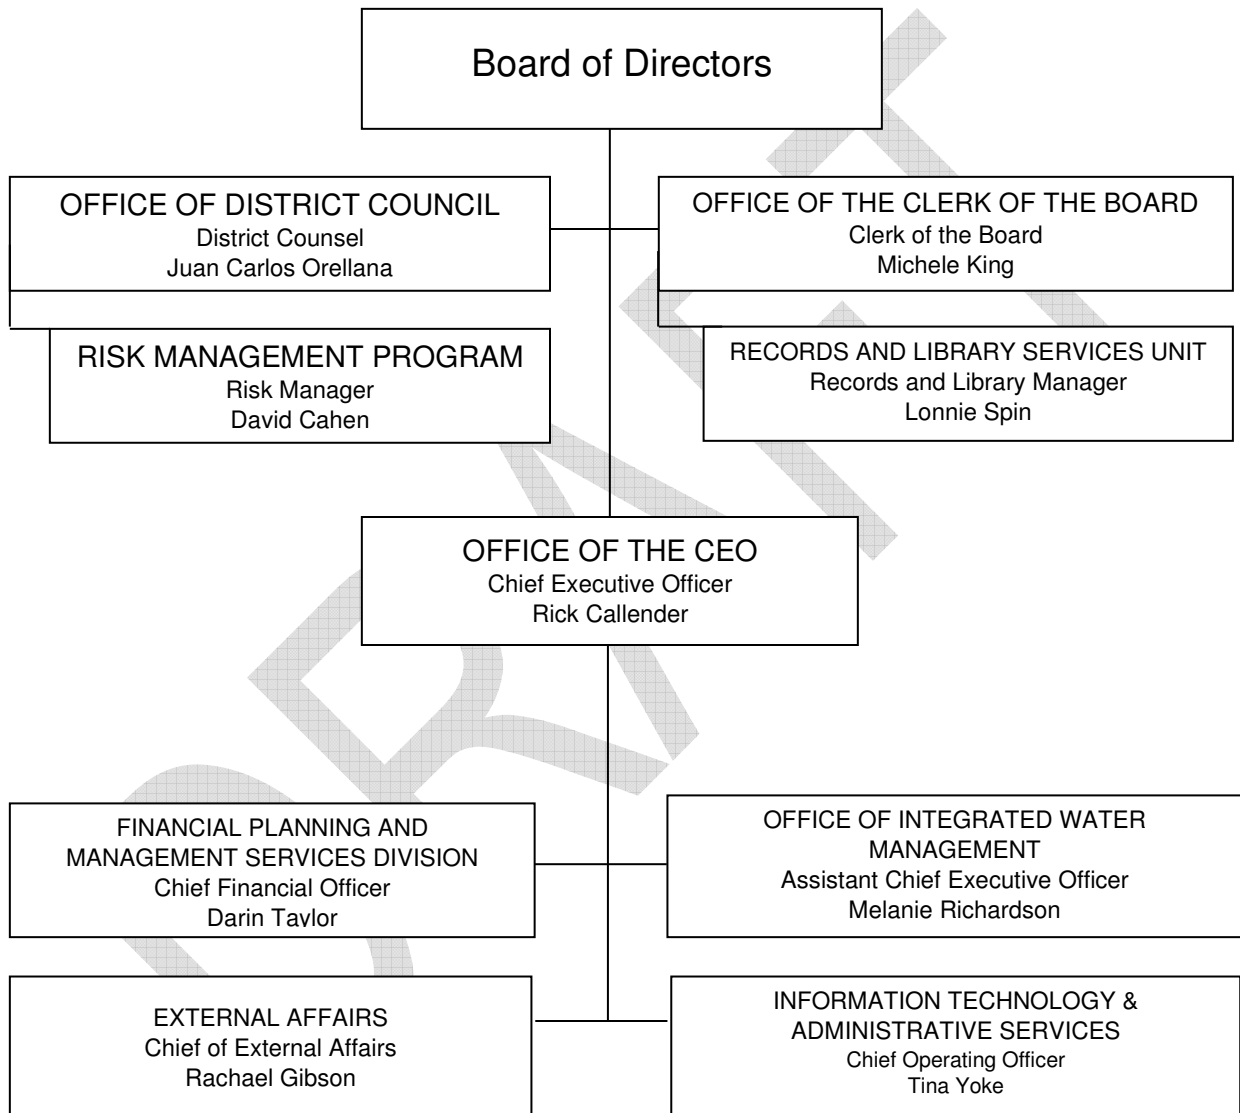 Board of Directors
OFFICE OF DISTRICT COUNCIL
District Counsel
Juan Carlos Orellana
OFFICE OF THE CLERK OF THE BOARD
Clerk of the Board
Michele King
RISK MANAGEMENT PROGRAM
Risk Manager
David Cahen
RECORDS AND LIBRARY SERVICES UNIT
Records and Library Manager
Lonnie Spin
OFFICE OF THE CEO
Chief Executive Officer
Rick Callender
FINANCIAL PLANNING AND
MANAGEMENT SERVICES DIVISION
Chief Financial Officer
Darin Taylor
OFFICE OF INTEGRATED WATER
MANAGEMENT
Assistant Chief Executive Officer
Melanie Richardson
EXTERNAL AFFAIRS
Chief of External Affairs
Rachael Gibson
INFORMATION TECHNOLOGY &
ADMINISTRATIVE SERVICES
Chief Operating Officer
Tina Yoke
DRAFT